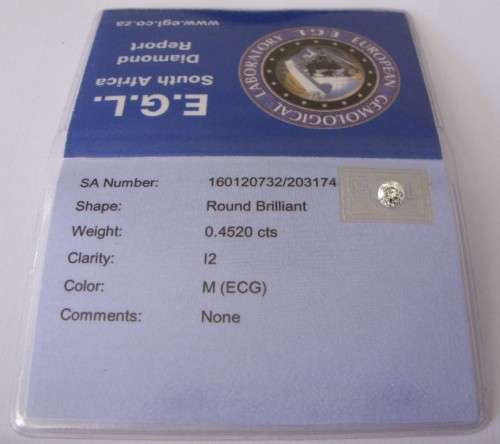 www.egl.co.za
E.G.L.
South Africa
Diamond
Report
EUROPEAN GEMOLOGICAL LABORATORY
E G L
SA Number: 160120732/203174
Shape: Round Brilliant
Weight: 0.4520 cts
Clarity: I2
Color: M (ECG)
Comments: None